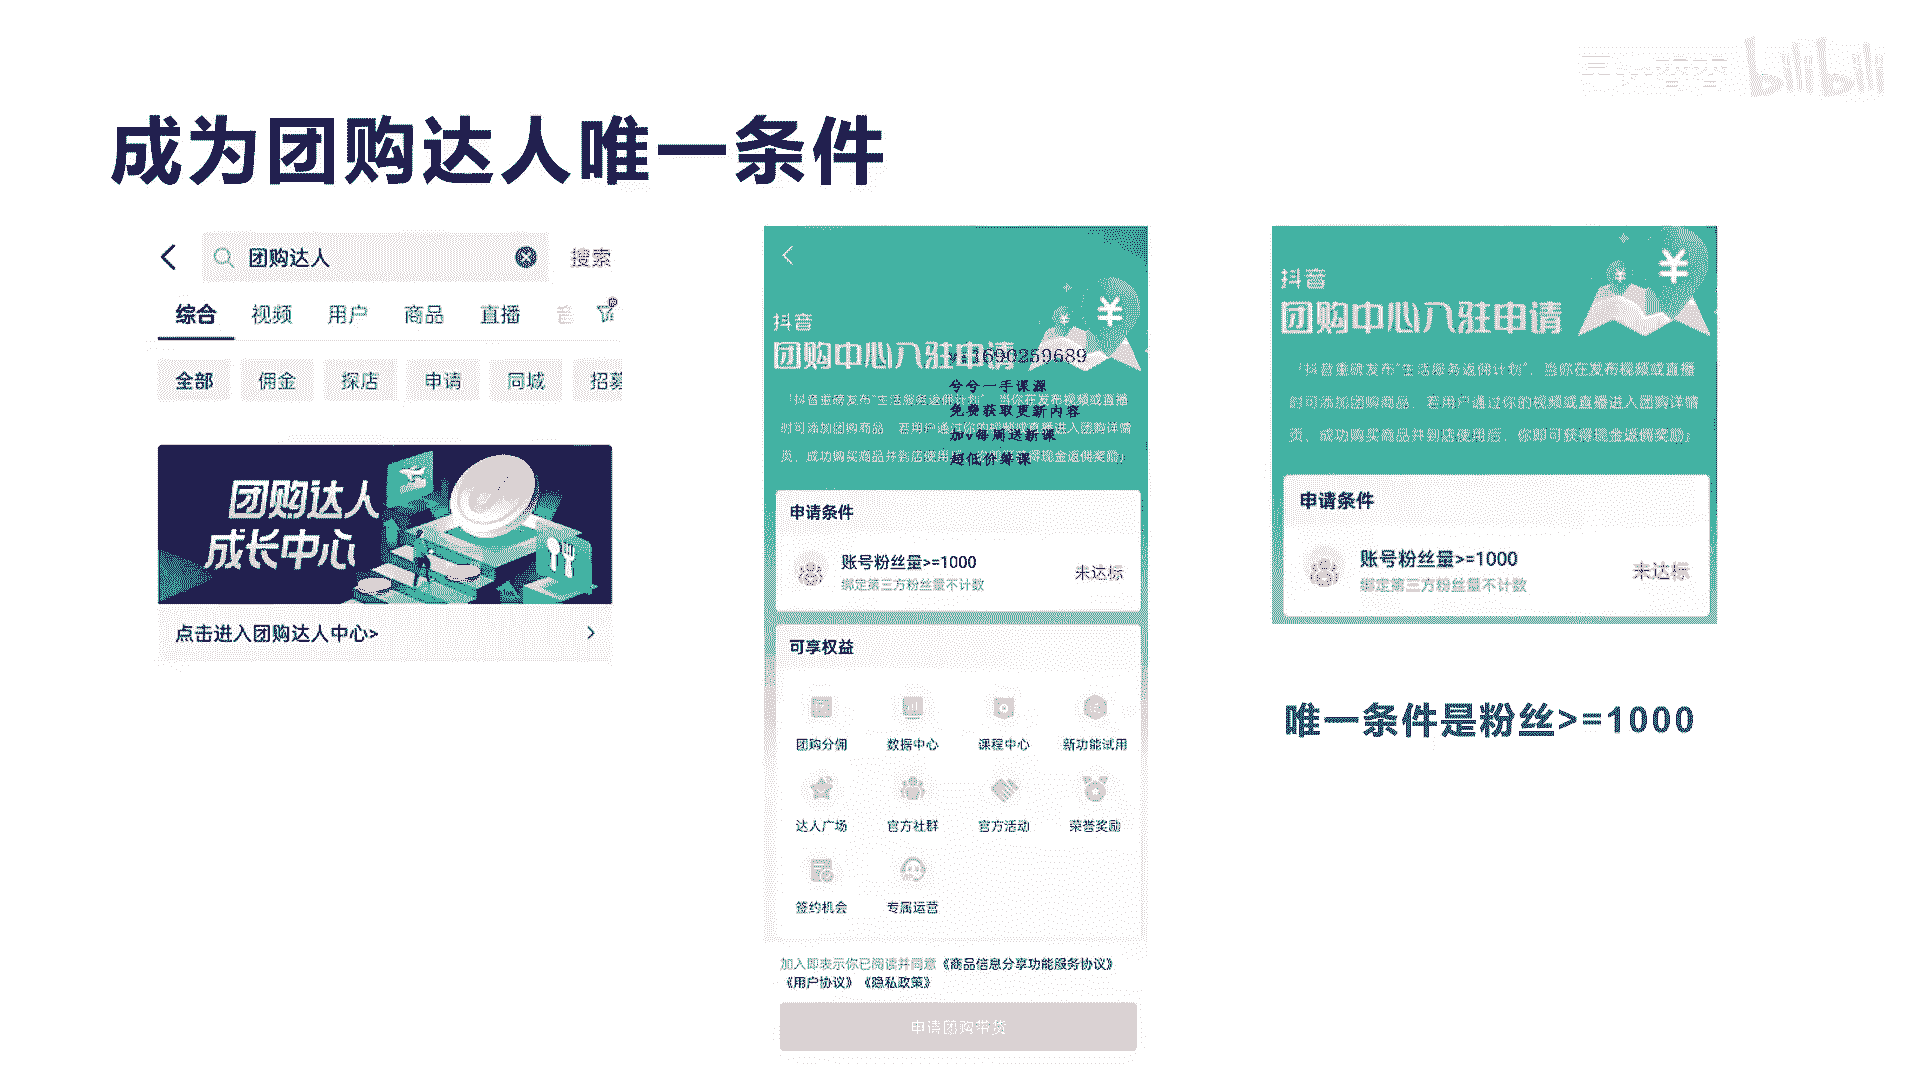 bilibili
成为团购达人唯一条件
团购达人
搜索
综合 视频 用户 商品 直播
全部 佣金 探店 申请 同城 招募
团购达人
成长中心
点击进入团购达人中心>
抖音
团购中心入驻申请
v:1690259689
兮兮一手课源
免费获取更新内容
加v每周送新课
超低价筹课
「抖音重磅发布“生活服务返佣计划”，当你在发布视频或直播
时可添加团购商品，若用户通过你的视频或直播进入团购详情
页、成功购买商品并到店使用后，你即可获得现金返佣奖励」
申请条件
账号粉丝量>=1000
绑定第三方粉丝量不计数
未达标
可享权益
团购分佣 数据中心 课程中心 新功能试用
达人广场 官方社群 官方活动 荣誉奖励
签约机会 专属运营
加入即表示你已阅读并同意《商品信息分享功能服务协议》
《用户协议》《隐私政策》
申请团购带货
抖音
团购中心入驻申请
「抖音重磅发布“生活服务返佣计划”，当你在发布视频或直播
时可添加团购商品，若用户通过你的视频或直播进入团购详情
页、成功购买商品并到店使用后，你即可获得现金返佣奖励」
申请条件
账号粉丝量>=1000
绑定第三方粉丝量不计数
未达标
唯一条件是粉丝>=1000